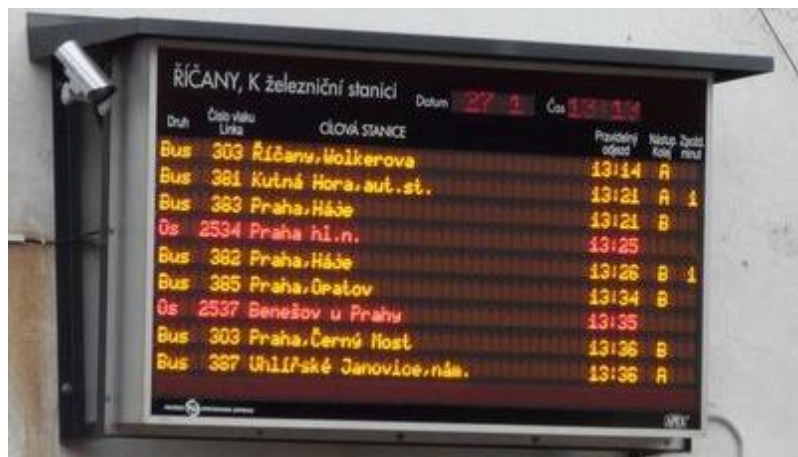 ŘÍČANY, K železniční stanici Datum 27 1 Čas 13 13
Druh Číslo vlaku Linka CÍLOVÁ STANICE Pravidelný odjezd Nástup. Kolej Zpožd. minut
Bus 303 Říčany,Wolkerova 13:14 A
Bus 381 Kutná Hora,aut.st. 13:21 A 1
Bus 383 Praha,Háje 13:21 B
Os 2534 Praha hl.n. 13:25
Bus 382 Praha,Háje 13:26 B 1
Bus 385 Praha,Opatov 13:34 B
Os 2537 Benešov u Prahy 13:35
Bus 303 Praha,Černý Most 13:36 B
Bus 387 Uhlířské Janovice,nám. 13:36 A